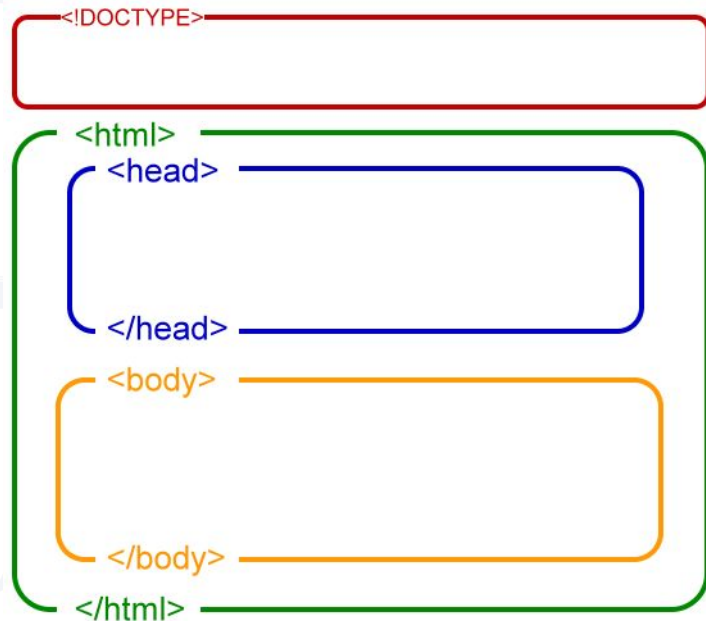 <!DOCTYPE>
<html>
<head>
</head>
<body>
</body>
</html>